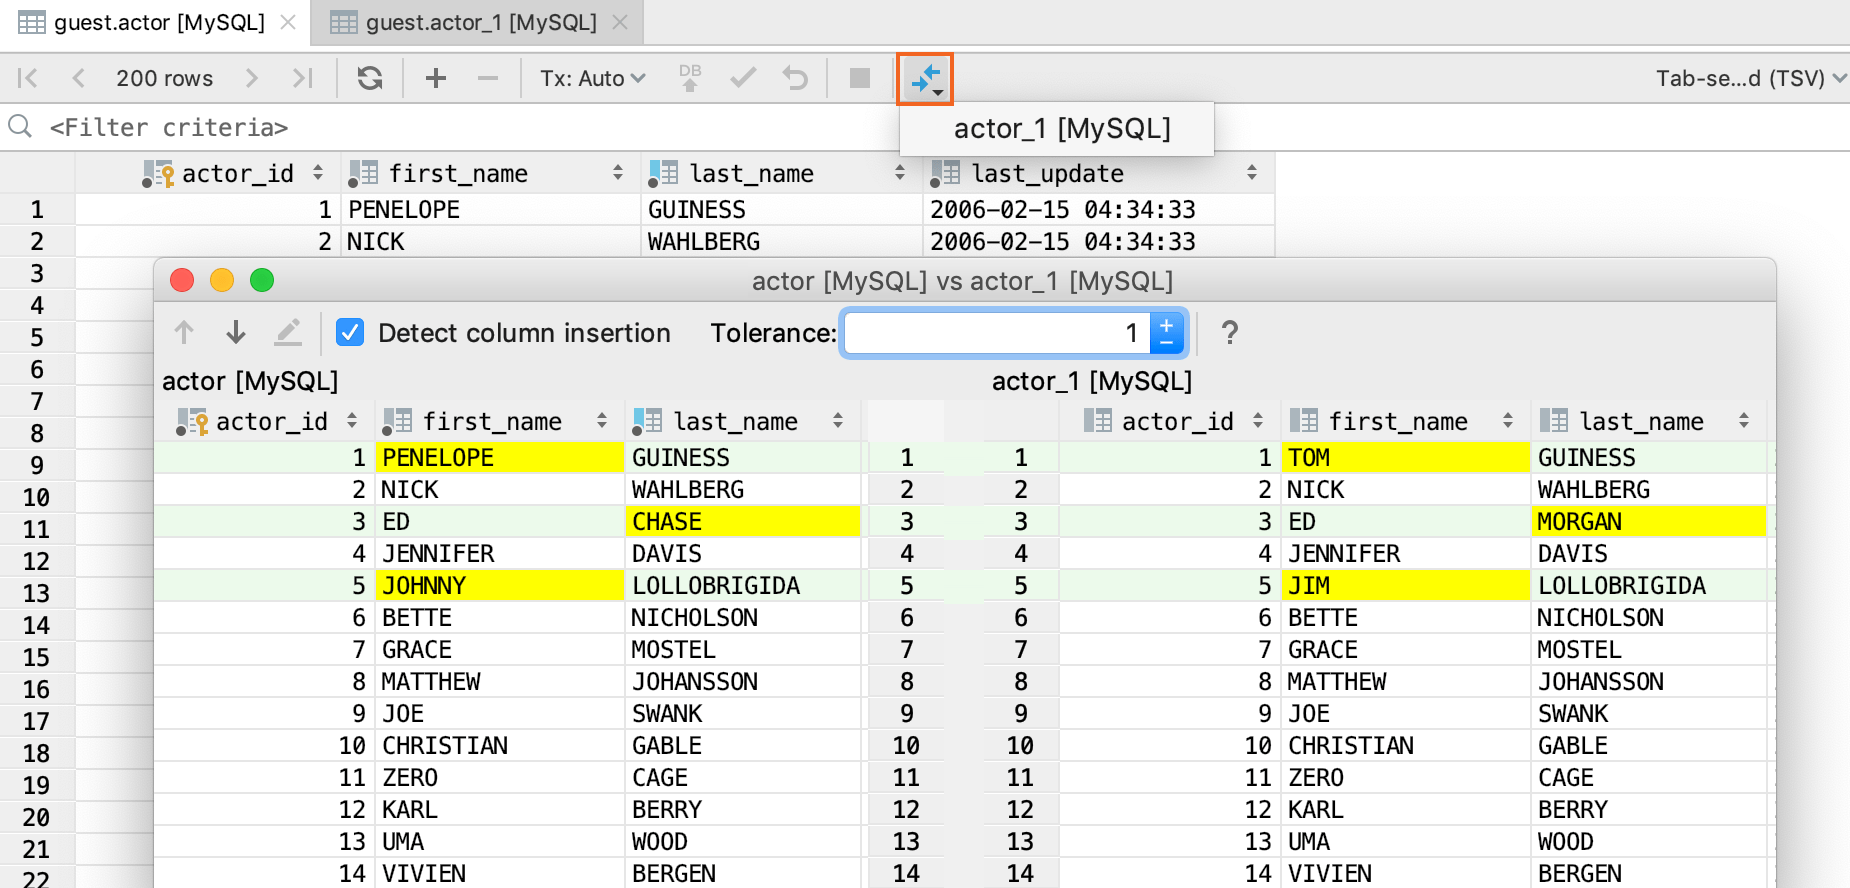 guest.actor [MySQL] guest.actor_1 [MySQL]
200 rows Tx: Auto DB Tab-se...d (TSV)
<Filter criteria> actor_1 [MySQL]
actor_id first_name last_name last_update
1 1 PENELOPE GUINESS 2006-02-15 04:34:33
2 2 NICK WAHLBERG 2006-02-15 04:34:33
3
4
5
6
7
8
9
10
11
12
13
14
15
16
17
18
19
20
21
22
actor [MySQL] vs actor_1 [MySQL]
Detect column insertion Tolerance: 1 + − ?
actor [MySQL] actor_1 [MySQL]
actor_id first_name last_name actor_id first_name last_name
1 PENELOPE GUINESS 1 1 1 TOM GUINESS
2 NICK WAHLBERG 2 2 2 NICK WAHLBERG
3 ED CHASE 3 3 3 ED MORGAN
4 JENNIFER DAVIS 4 4 4 JENNIFER DAVIS
5 JOHNNY LOLLOBRIGIDA 5 5 5 JIM LOLLOBRIGIDA
6 BETTE NICHOLSON 6 6 6 BETTE NICHOLSON
7 GRACE MOSTEL 7 7 7 GRACE MOSTEL
8 MATTHEW JOHANSSON 8 8 8 MATTHEW JOHANSSON
9 JOE SWANK 9 9 9 JOE SWANK
10 CHRISTIAN GABLE 10 10 10 CHRISTIAN GABLE
11 ZERO CAGE 11 11 11 ZERO CAGE
12 KARL BERRY 12 12 12 KARL BERRY
13 UMA WOOD 13 13 13 UMA WOOD
14 VIVIEN BERGEN 14 14 14 VIVIEN BERGEN